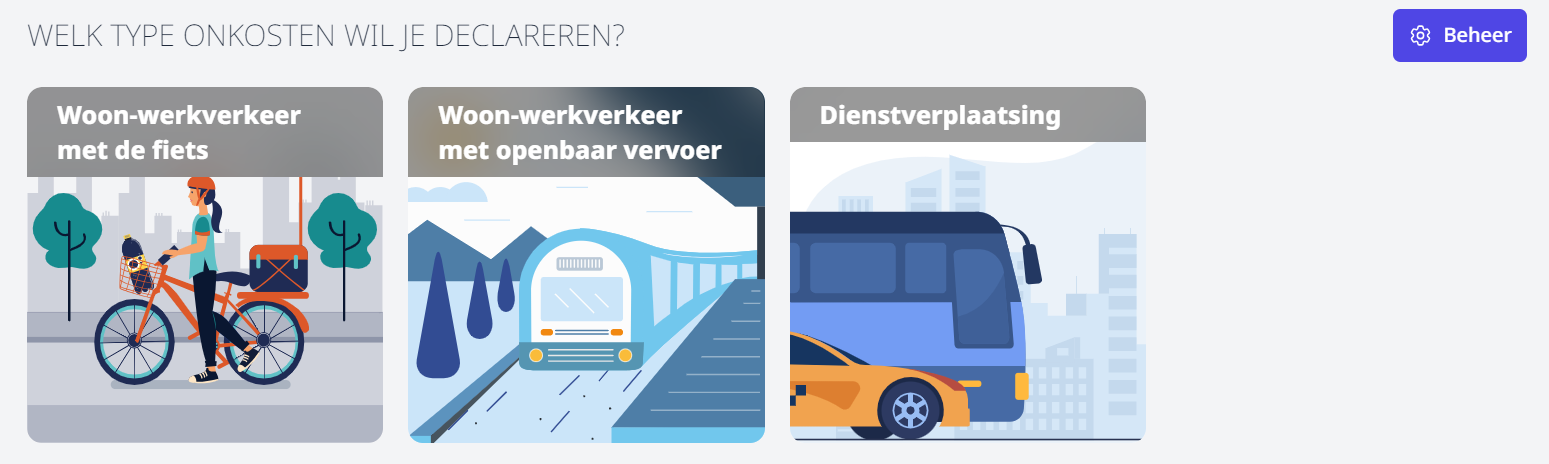 WELK TYPE ONKOSTEN WIL JE DECLAREREN?
Beheer
Woon-werkverkeer
met de fiets
Woon-werkverkeer
met openbaar vervoer
Dienstverplaatsing